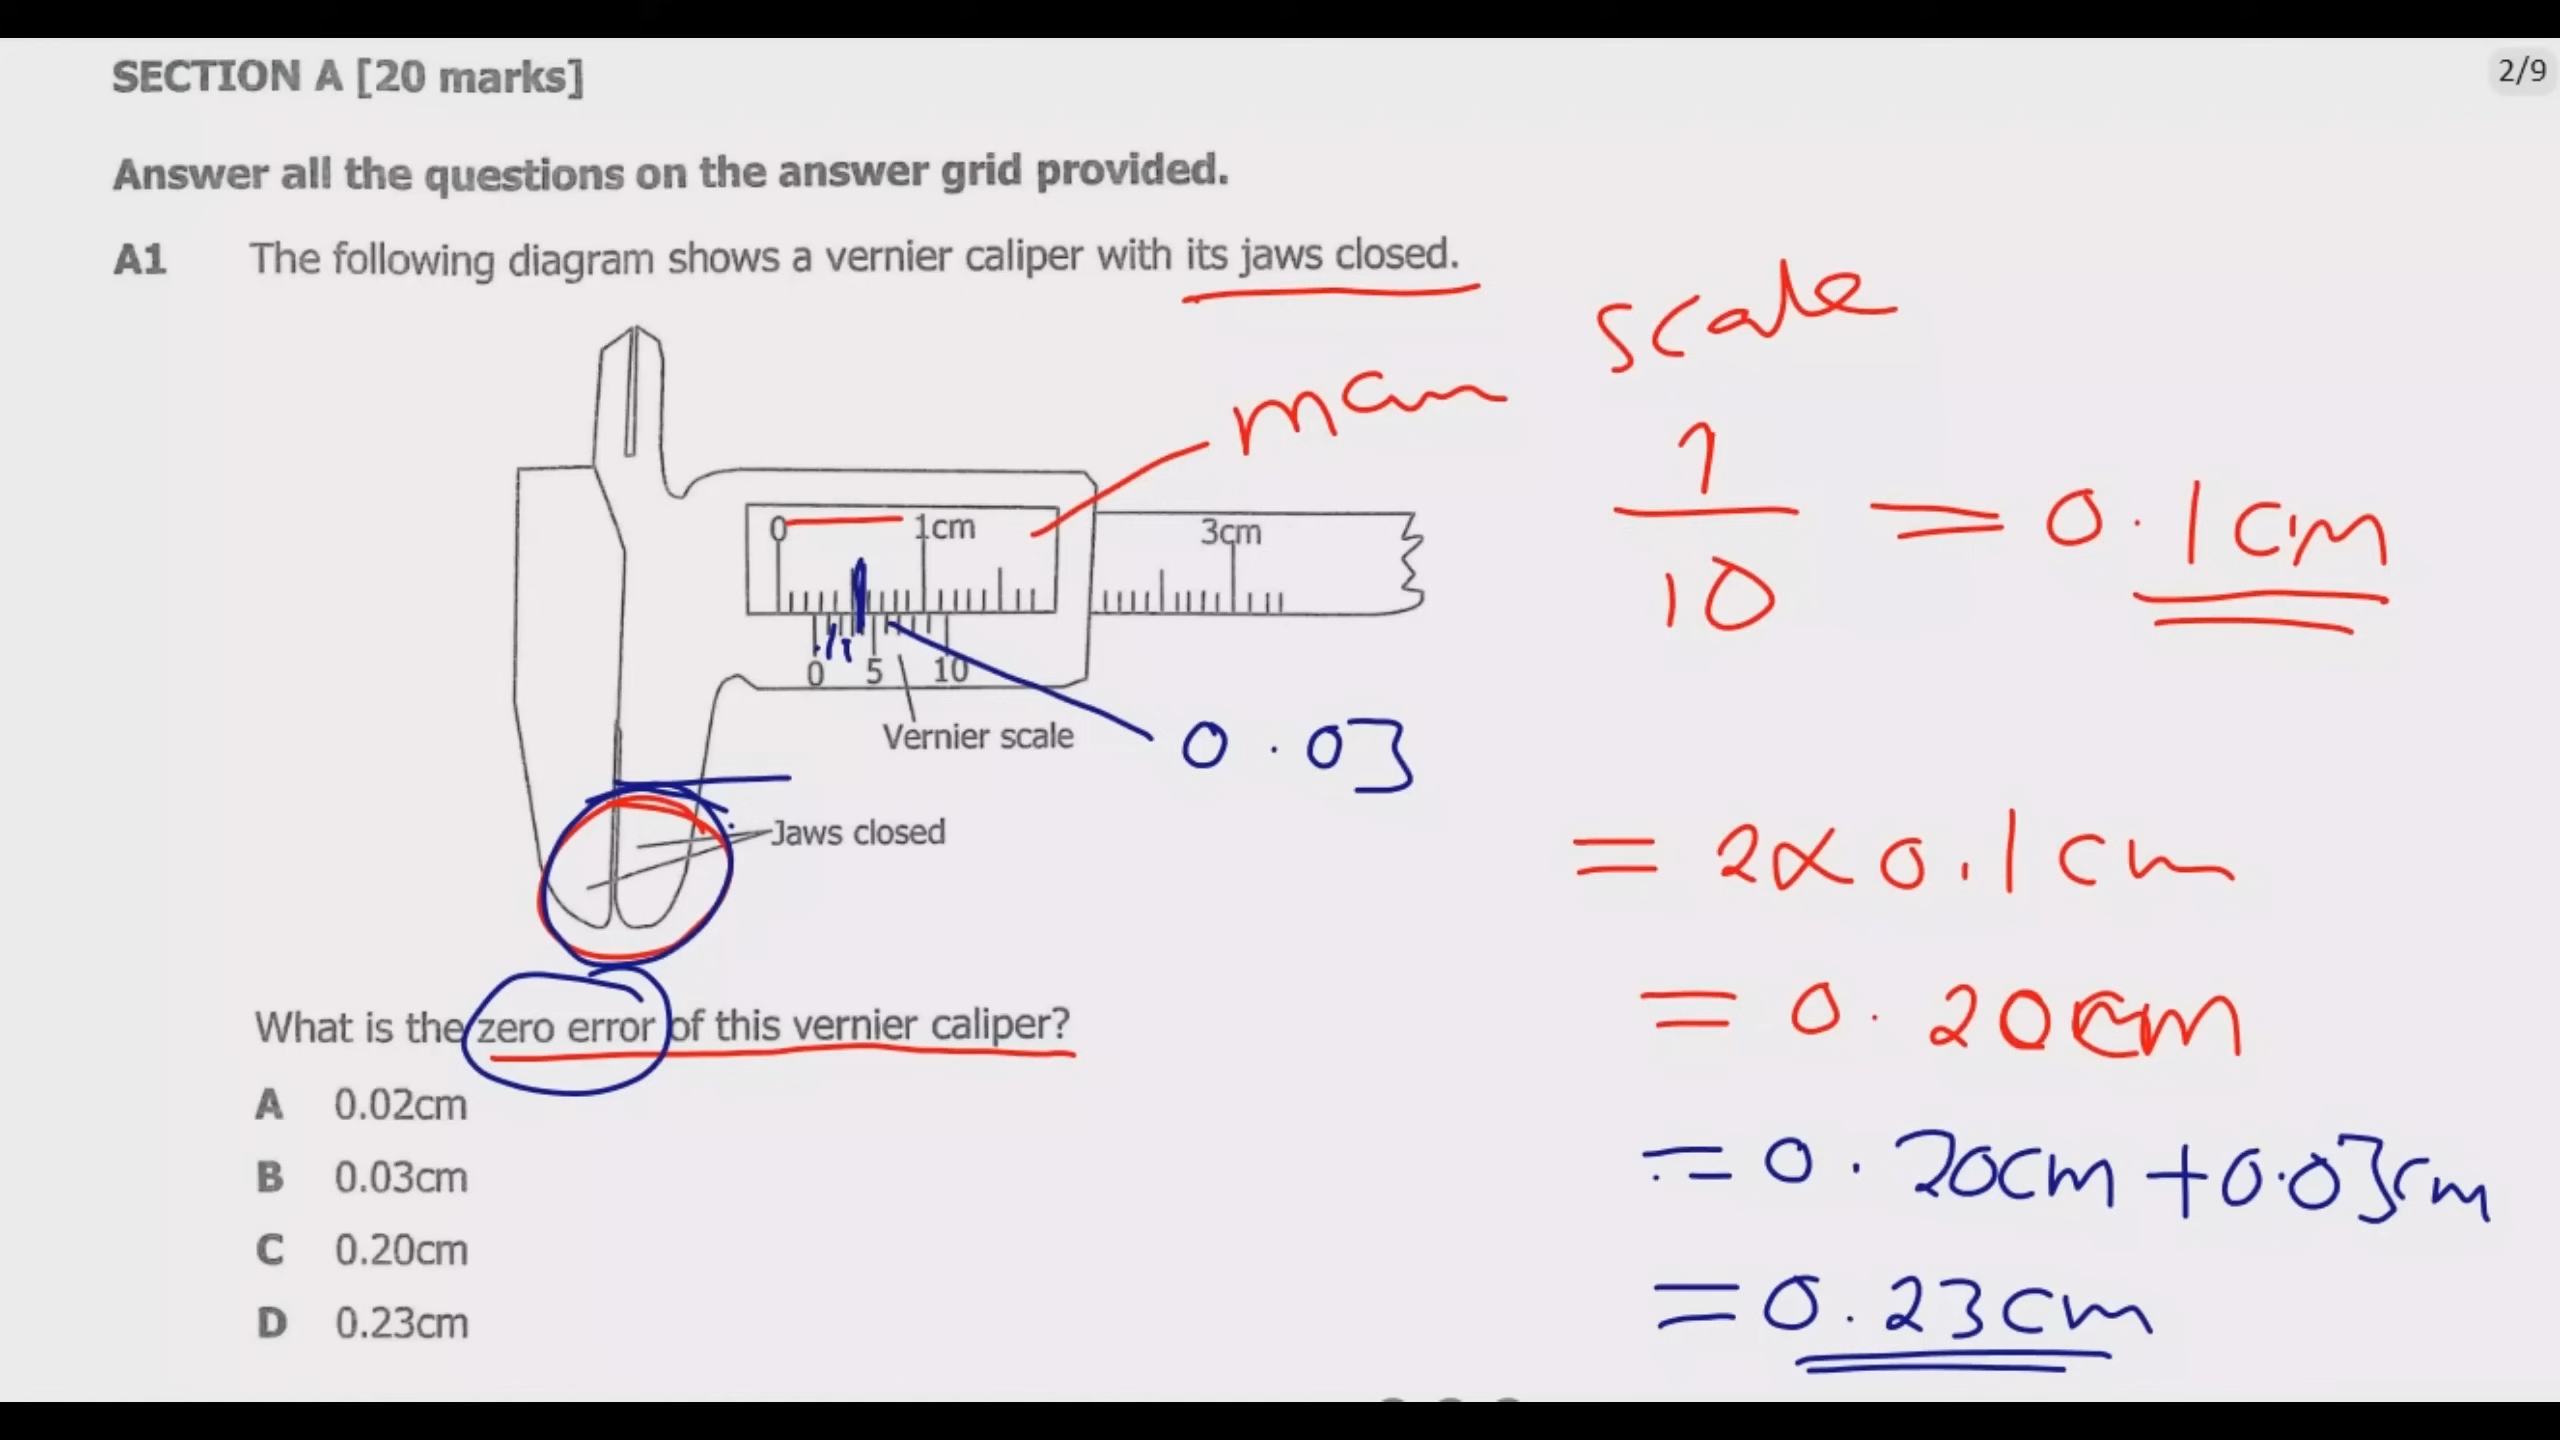 2/9
SECTION A [20 marks]
Answer all the questions on the answer grid provided.
A1 The following diagram shows a vernier caliper with its jaws closed.
scale
main
0 1cm 3cm
1
10
= 0.1cm
0 5 10
Vernier scale
0.03
Jaws closed
= 2 x 0.1cm
= 0.20cm
What is the zero error of this vernier caliper?
A 0.02cm
B 0.03cm
C 0.20cm
D 0.23cm
= 0.20cm + 0.03cm
= 0.23cm